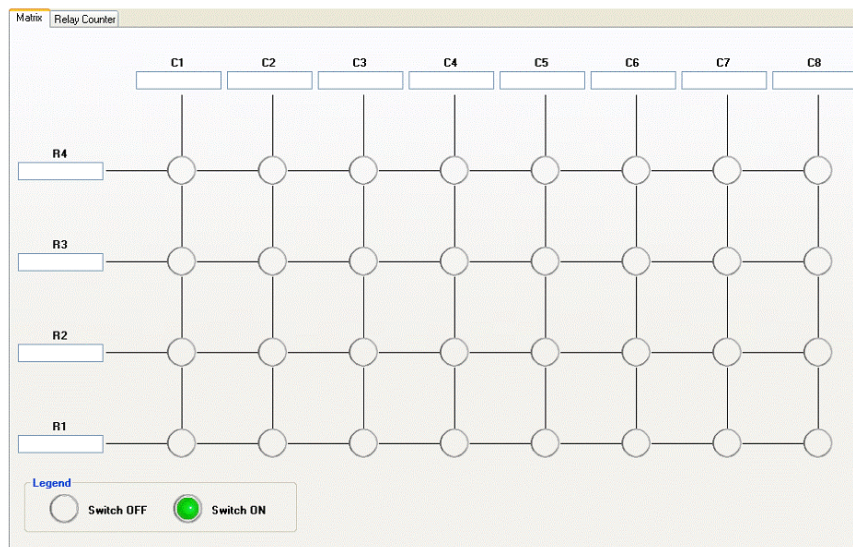 Matrix Relay Counter
C1 C2 C3 C4 C5 C6 C7 C8
R4
R3
R2
R1
Legend
Switch OFF Switch ON